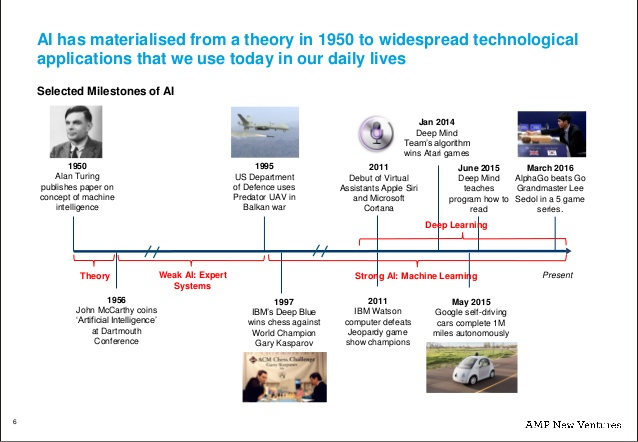 AI has materialised from a theory in 1950 to widespread technological
applications that we use today in our daily lives
Selected Milestones of AI
1950
Alan Turing
publishes paper on
concept of machine
intelligence
1995
US Department
of Defence uses
Predator UAV in
Balkan war
2011
Debut of Virtual
Assistants Apple Siri
and Microsoft
Cortana
Jan 2014
Deep Mind
Team's algorithm
wins Atari games
June 2015
Deep Mind
teaches
program how to
read
March 2016
AlphaGo beats Go
Grandmaster Lee
Sedol in a 5 game
series.
Deep Learning
Theory
Weak AI: Expert
Systems
Strong AI: Machine Learning
Present
1956
John McCarthy coins
'Artificial Intelligence'
at Dartmouth
Conference
1997
IBM's Deep Blue
wins chess against
World Champion
Gary Kasparov
ACM Chess Challenge
Garry Kasparov
2011
IBM Watson
computer defeats
Jeopardy game
show champions
May 2015
Google self-driving
cars complete 1M
miles autonomously
6
AMP New Ventures